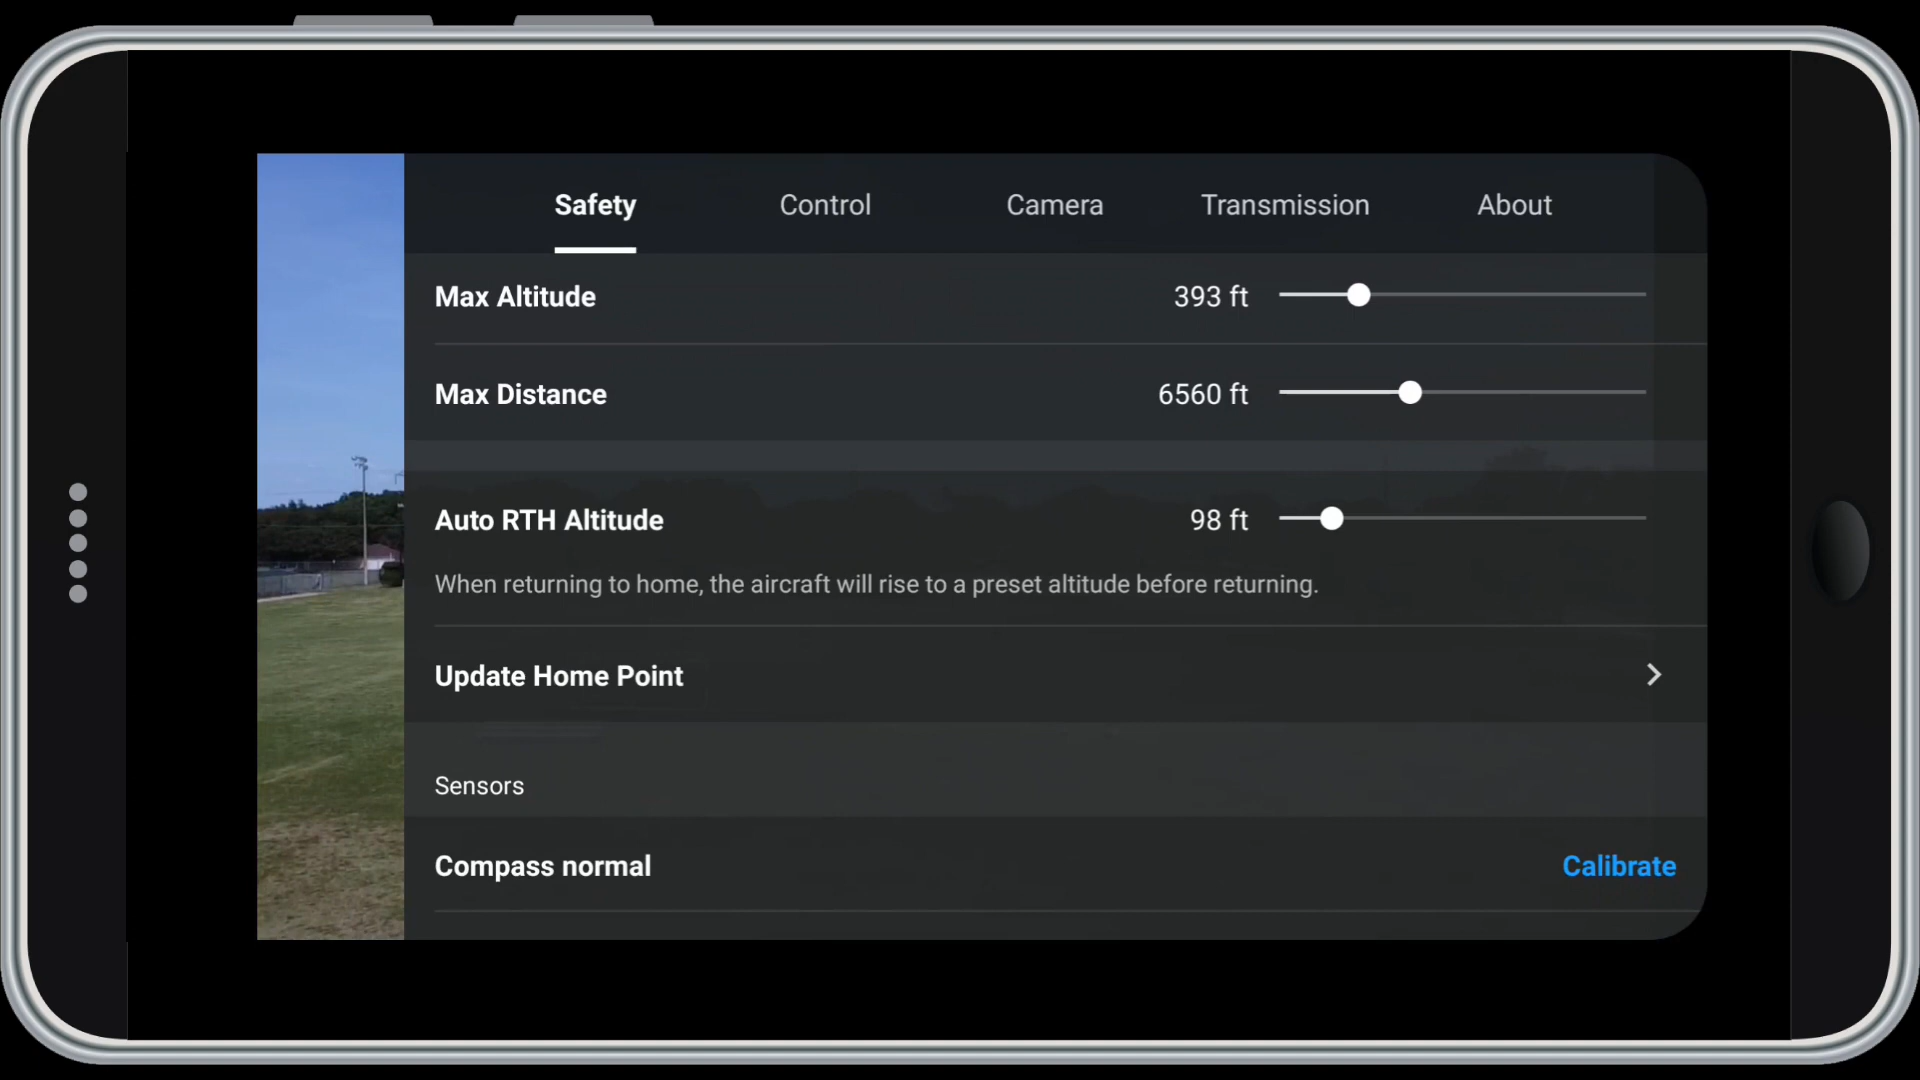 Safety Control Camera Transmission About
Max Altitude 393 ft
Max Distance 6560 ft
Auto RTH Altitude 98 ft
When returning to home, the aircraft will rise to a preset altitude before returning.
Update Home Point
Sensors
Compass normal Calibrate